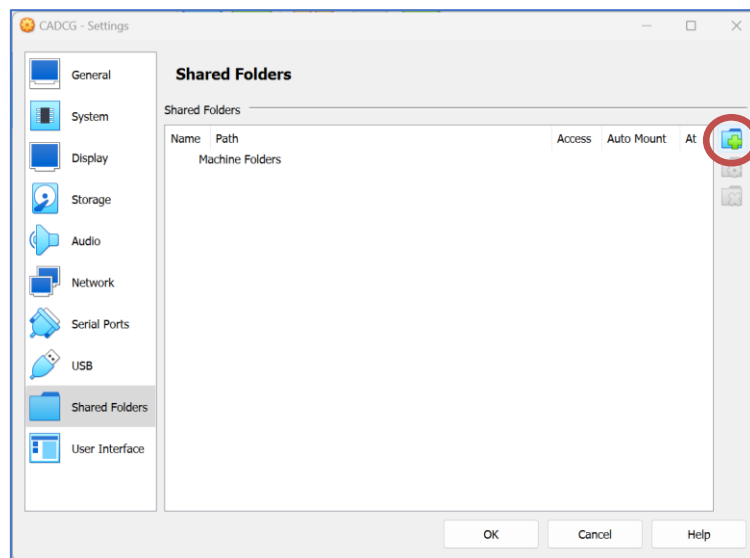 CADCG - Settings
General
System
Display
Storage
Audio
Network
Serial Ports
USB
Shared Folders
User Interface
Shared Folders
Shared Folders
Name Path Access Auto Mount At
Machine Folders
OK Cancel Help